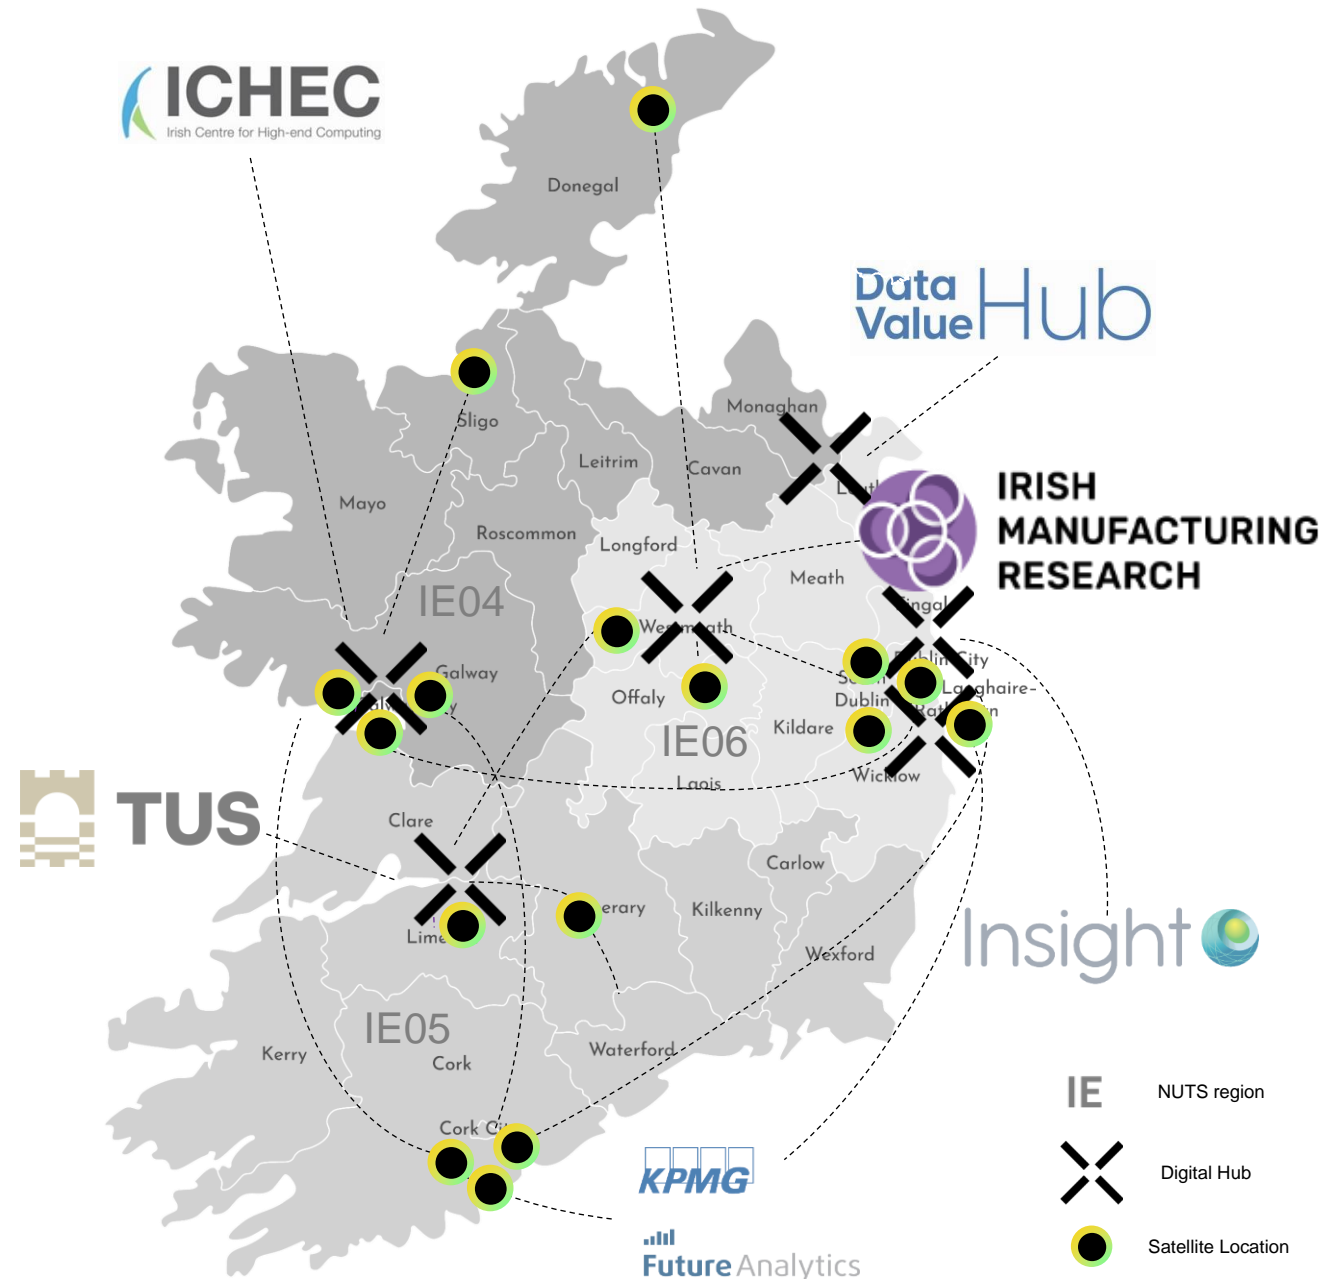 ICHEC
Irish Centre for High-end Computing
Donegal
Data
Value
Hub
Monaghan
Sligo
Leitrim
Cavan
Mayo
Roscommon
Longford
IRISH
MANUFACTURING
RESEARCH
Meath
IE04
Galway
Offaly
Dublin
Kildare
IE06
Wicklow
Laois
TUS
Clare
Carlow
Kilkenny
Wexford
Insight
IE05
Kerry
Cork
Waterford
IE
NUTS region
KPMG
Digital Hub
Future Analytics
Satellite Location